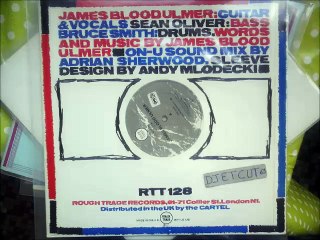 JAMES BLOOD ULMER: GUITAR
& VOCALS SEAN OLIVER: BASS
BRUCE SMITH: DRUMS. WORDS
AND MUSIC BY JAMES BLOOD
ULMER ON-U SOUND MIX BY
ADRIAN SHERWOOD. SLEEVE
DESIGN BY ANDY MLODECKI
DJ ET CUT
RTT 128
ROUGH TRADE RECORDS, 61-71 Collier St. London N1.
Distributed in the UK by the CARTEL